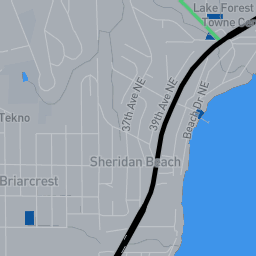 Lake Forest
Towne Ce
37th Ave NE
39th Ave NE
Beach Dr NE
Tekno
Sheridan Beach
Briarcrest